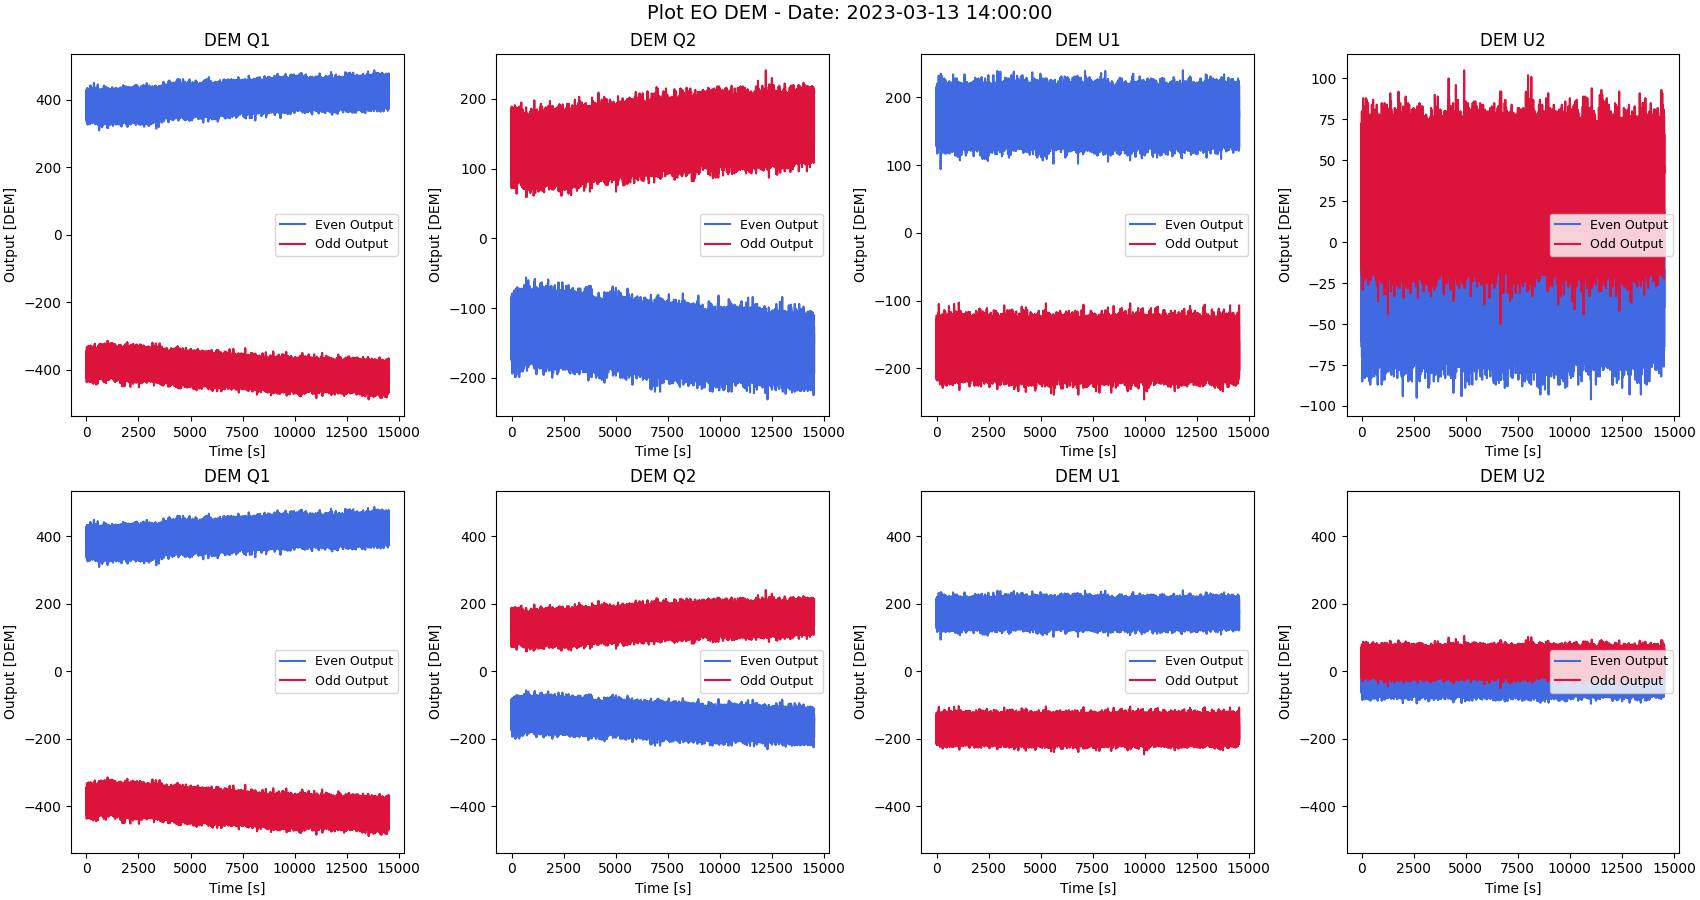 Plot EO DEM - Date: 2023-03-13 14:00:00
DEM Q1
Output [DEM]
400
200
0
−200
−400
Even Output
Odd Output
0 2500 5000 7500 10000 12500 15000
Time [s]
DEM Q2
Output [DEM]
200
100
0
−100
−200
Even Output
Odd Output
0 2500 5000 7500 10000 12500 15000
Time [s]
DEM U1
Output [DEM]
200
100
0
−100
−200
Even Output
Odd Output
0 2500 5000 7500 10000 12500 15000
Time [s]
DEM U2
Output [DEM]
100
75
50
25
0
−25
−50
−75
−100
Even Output
Odd Output
0 2500 5000 7500 10000 12500 15000
Time [s]
DEM Q1
Output [DEM]
400
200
0
−200
−400
Even Output
Odd Output
0 2500 5000 7500 10000 12500 15000
Time [s]
DEM Q2
Output [DEM]
400
200
0
−200
−400
Even Output
Odd Output
0 2500 5000 7500 10000 12500 15000
Time [s]
DEM U1
Output [DEM]
400
200
0
−200
−400
Even Output
Odd Output
0 2500 5000 7500 10000 12500 15000
Time [s]
DEM U2
Output [DEM]
400
200
0
−200
−400
Even Output
Odd Output
0 2500 5000 7500 10000 12500 15000
Time [s]